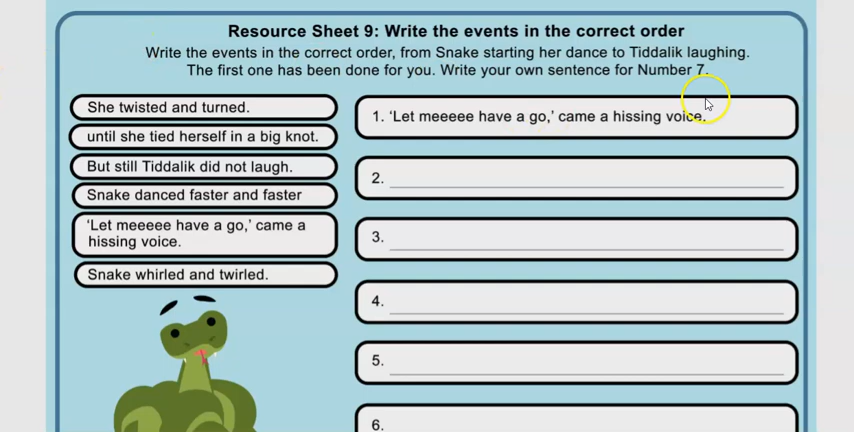 Resource Sheet 9: Write the events in the correct order
Write the events in the correct order, from Snake starting her dance to Tiddalik laughing.
The first one has been done for you. Write your own sentence for Number 7.
She twisted and turned.
until she tied herself in a big knot.
But still Tiddalik did not laugh.
Snake danced faster and faster
‘Let meeeee have a go,’ came a
hissing voice.
Snake whirled and twirled.
1. ‘Let meeeee have a go,’ came a hissing voice.
2.
3.
4.
5.
6.